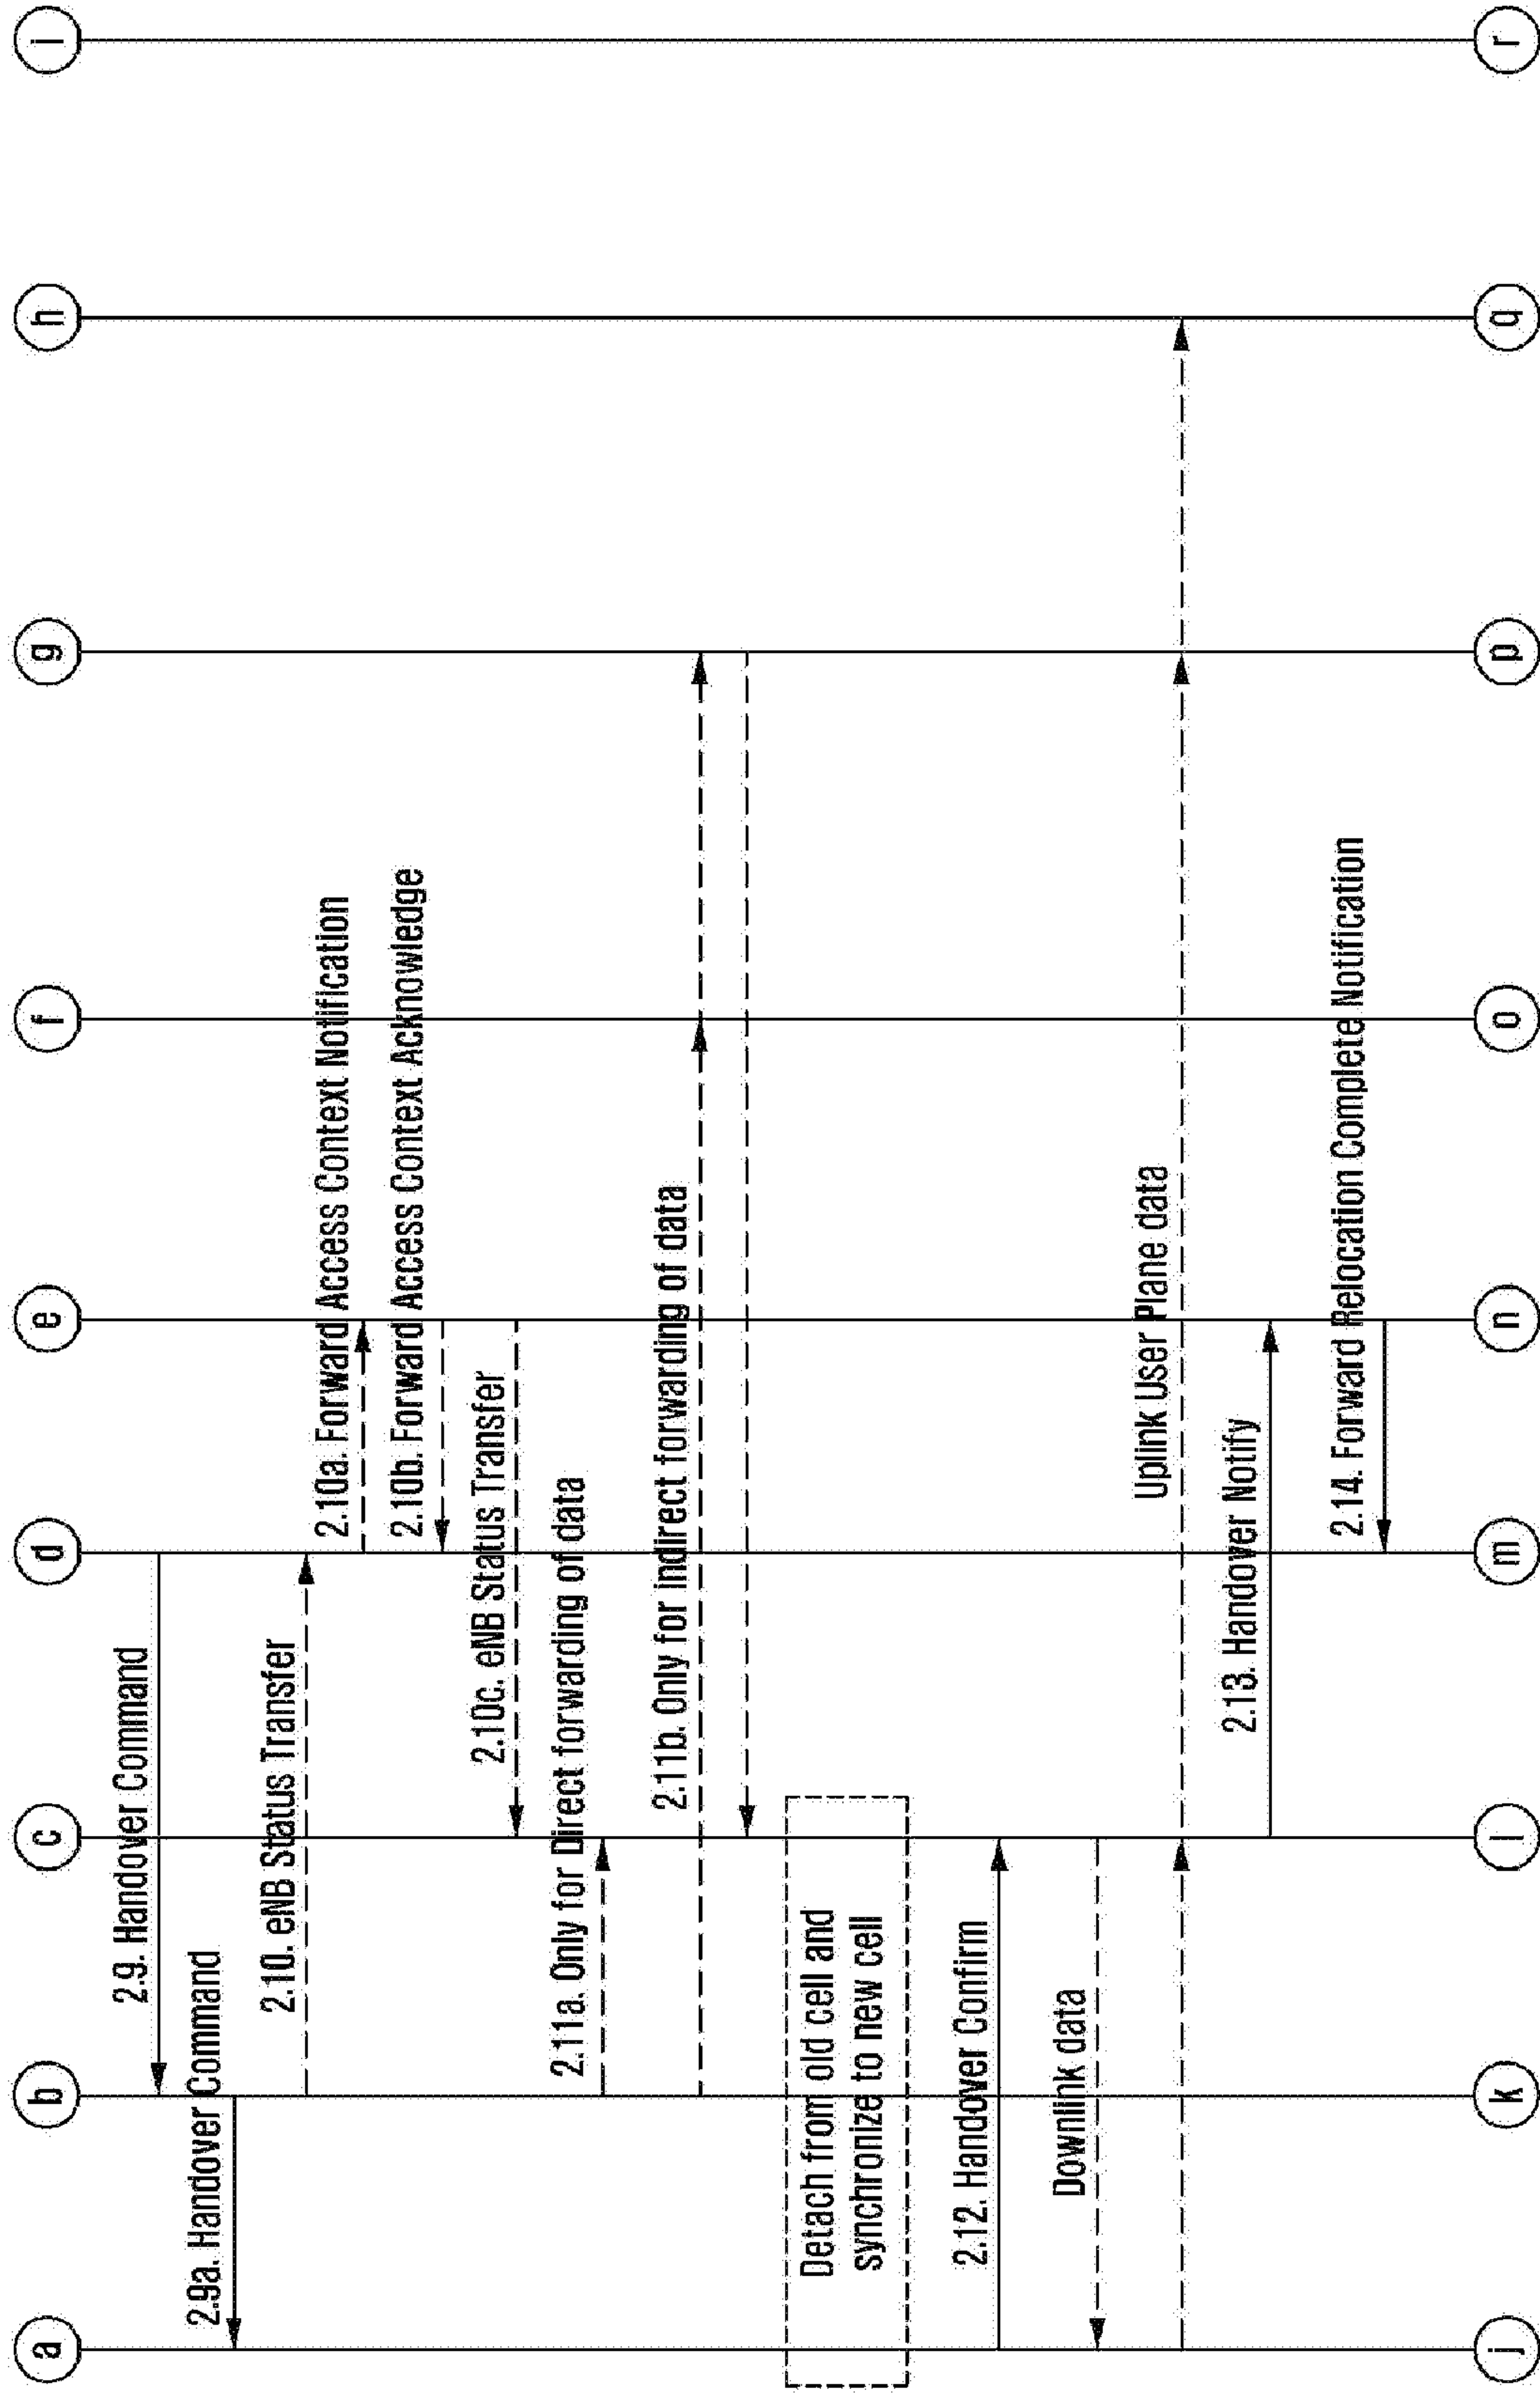 a
b
c
d
e
f
g
h
i
2.9. Handover Command
2.9a. Handover Command
2.10. eNB Status Transfer
2.10a. Forward Access Context Notification
2.10b. Forward Access Context Acknowledge
2.10c. eNB Status Transfer
2.11a. Only for Direct forwarding of data
2.11b. Only for indirect forwarding of data
Detach from old cell and
synchronize to new cell
2.12. Handover Confirm
Downlink data
Uplink User Plane data
2.13. Handover Notify
2.14. Forward Relocation Complete Notification
j
k
l
m
n
o
p
q
r